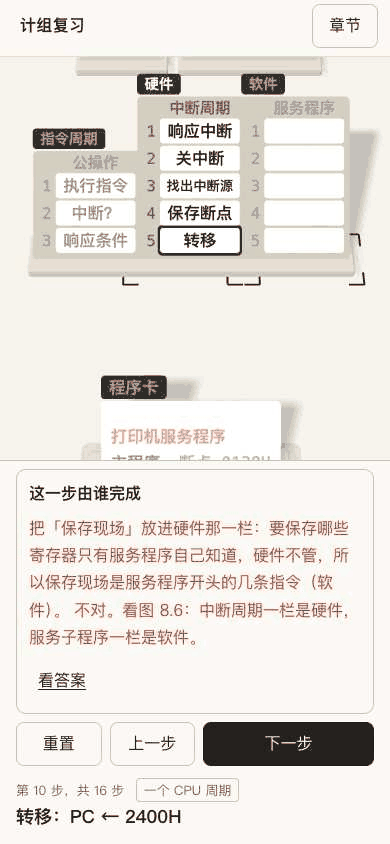 计组复习
章节
硬件
软件
中断周期
服务程序
指令周期
公操作
1 响应中断
2 关中断
3 找出中断源
4 保存断点
5 转移
1
2
3
4
5
1 执行指令
2 中断?
3 响应条件
程序卡
打印机服务程序
这一步由谁完成
把「保存现场」放进硬件那一栏：要保存哪些
寄存器只有服务程序自己知道，硬件不管，所
以保存现场是服务程序开头的几条指令（软
件）。 不对。看图 8.6：中断周期一栏是硬件，
服务子程序一栏是软件。
看答案
重置
上一步
下一步
第 10 步，共 16 步
一个 CPU 周期
转移：PC ← 2400H